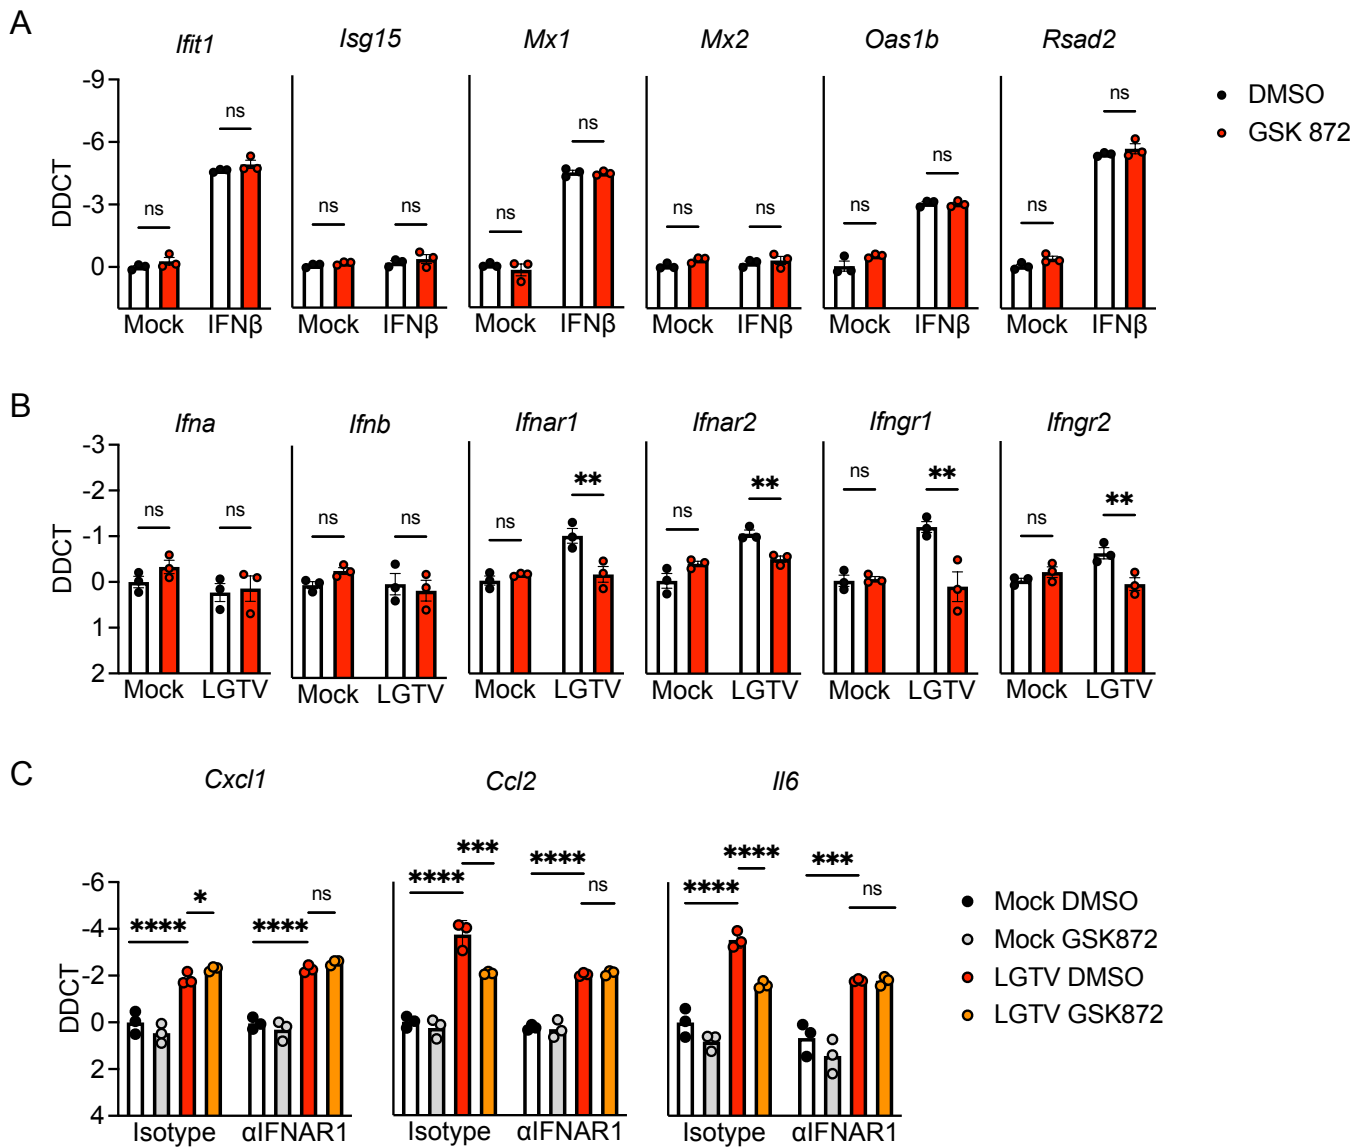 A
Ifit1 Isg15 Mx1 Mx2 Oas1b Rsad2
DMSO
GSK 872
DDCT
-9
-6
-3
0
ns ns ns ns ns ns ns ns ns ns ns ns
Mock IFNβ Mock IFNβ Mock IFNβ Mock IFNβ Mock IFNβ Mock IFNβ
B
Ifna Ifnb Ifnar1 Ifnar2 Ifngr1 Ifngr2
DDCT
-3
-2
-1
0
1
2
ns ns ns ns ns ** ns ** ns ** ns **
Mock LGTV Mock LGTV Mock LGTV Mock LGTV Mock LGTV Mock LGTV
C
Cxcl1 Ccl2 Il6
DDCT
-6
-4
-2
0
2
4
**** * **** ns **** *** **** ns **** **** *** ns
Mock DMSO
Mock GSK872
LGTV DMSO
LGTV GSK872
Isotype αIFNAR1 Isotype αIFNAR1 Isotype αIFNAR1